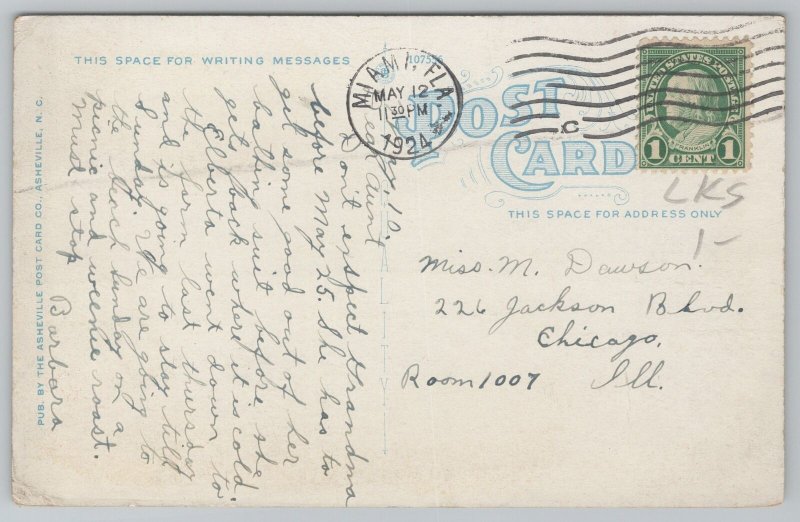 THIS SPACE FOR WRITING MESSAGES
107535
MIAMI, FLA.
MAY 12
11 30 PM
1924
POST
CARD
THIS SPACE FOR ADDRESS ONLY
UNITED STATES POSTAGE
FRANKLIN
1 CENT 1
LKS
1-
Miss. M. Dawson.
226 Jackson Blvd.
Chicago,
Room 1007 Ill.
10.
Aunt
Don't expect Grandma
before May 25. She has to
get some good out of her
bathing suit before she
gets back where it is cold.
Elberta went down to
the farm last thursday
and is going to stay till
Sunday. We are going to
the beach Sunday on a
picnic and weenie roast.
Must stop
Barbara
PUB. BY THE ASHEVILLE POST CARD CO., ASHEVILLE, N. C.